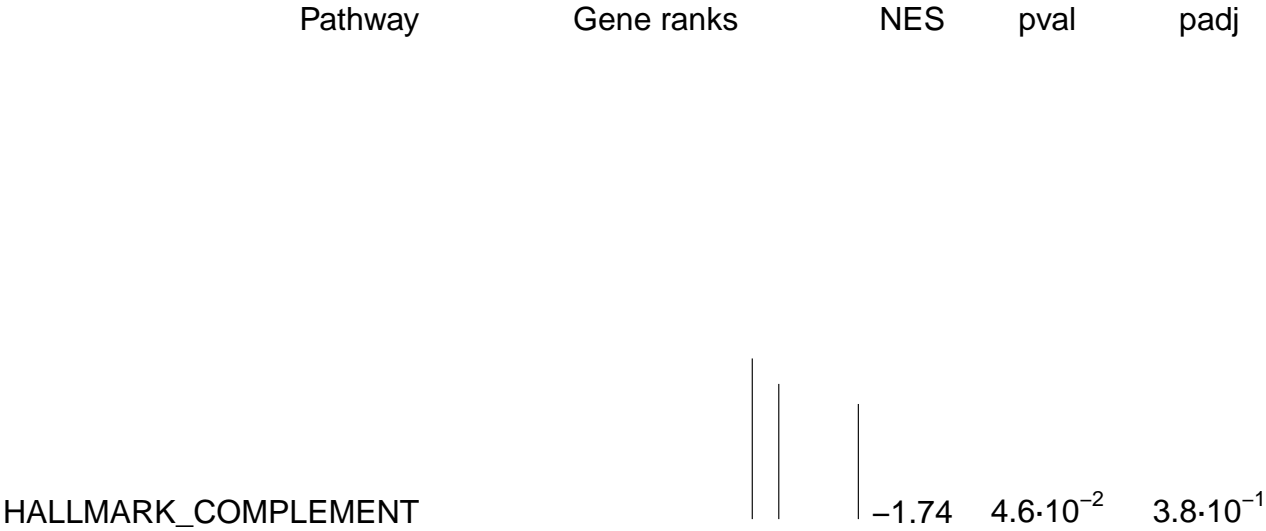 Pathway Gene ranks NES pval padj
HALLMARK_COMPLEMENT −1.74 4.6·10⁻² 3.8·10⁻¹